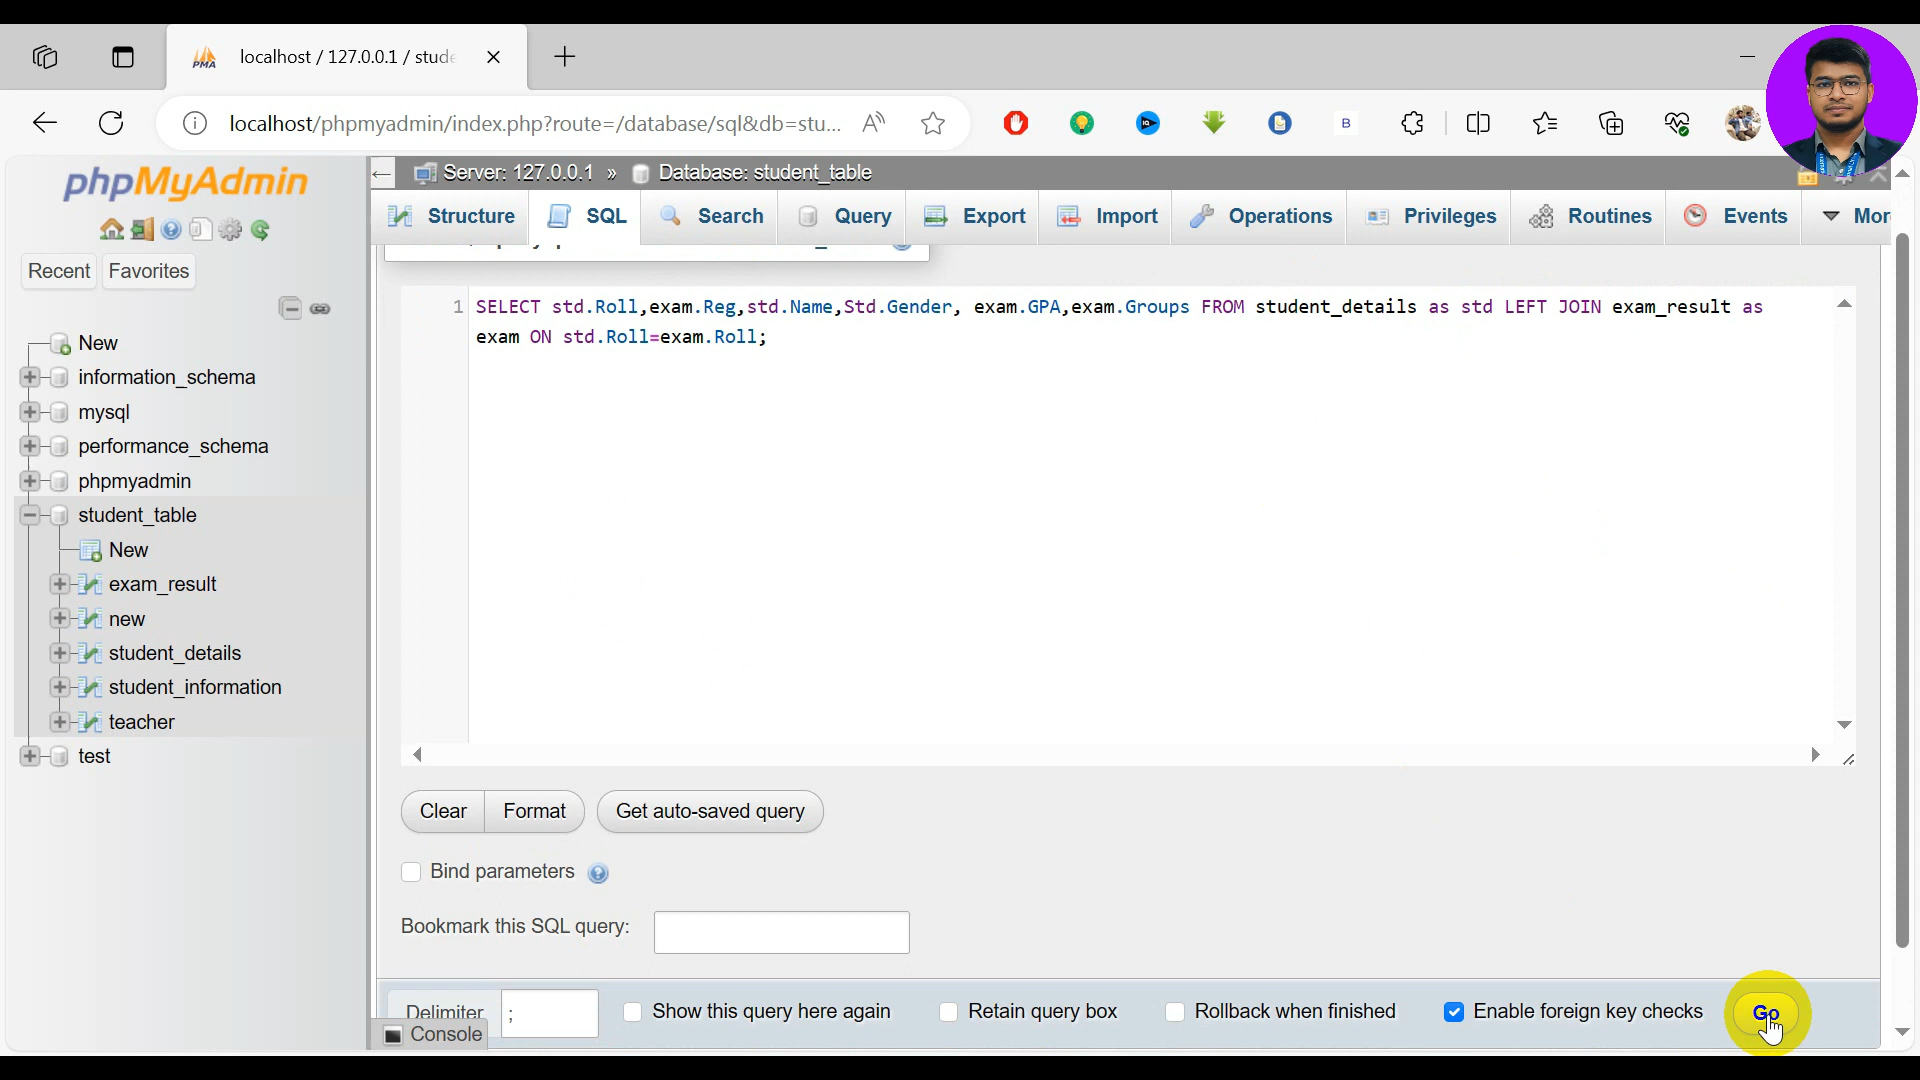 localhost / 127.0.0.1 / stude
localhost/phpmyadmin/index.php?route=/database/sql&db=stu...
phpMyAdmin
Server: 127.0.0.1 » Database: student_table
Structure SQL Search Query Export Import Operations Privileges Routines Events Mor
Recent Favorites
New
information_schema
mysql
performance_schema
phpmyadmin
student_table
New
exam_result
new
student_details
student_information
teacher
test
1 SELECT std.Roll,exam.Reg,std.Name,Std.Gender, exam.GPA,exam.Groups FROM student_details as std LEFT JOIN exam_result as
exam ON std.Roll=exam.Roll;
Clear Format Get auto-saved query
Bind parameters
Bookmark this SQL query:
Delimiter ; Show this query here again Retain query box Rollback when finished Enable foreign key checks Go
Console